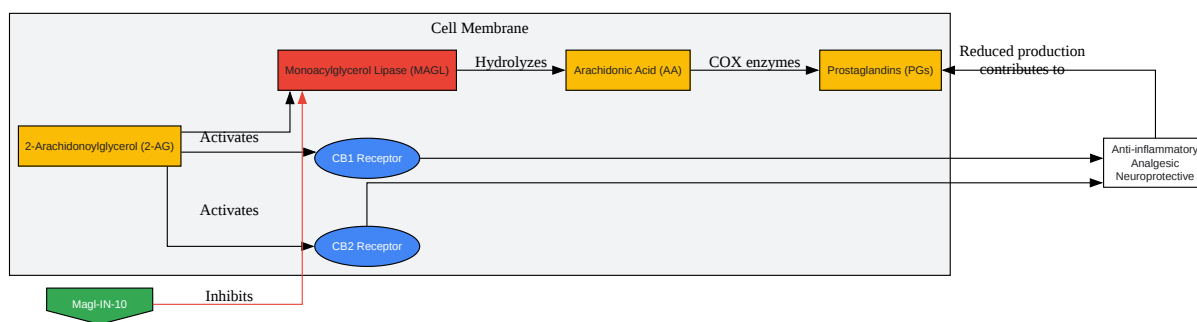 Cell Membrane
Monoacylglycerol Lipase (MAGL)
Hydrolyzes
Arachidonic Acid (AA)
COX enzymes
Prostaglandins (PGs)
Reduced production
contributes to
2-Arachidonoylglycerol (2-AG)
Activates
CB1 Receptor
Anti-inflammatory
Analgesic
Neuroprotective
Activates
CB2 Receptor
Magl-IN-10
Inhibits